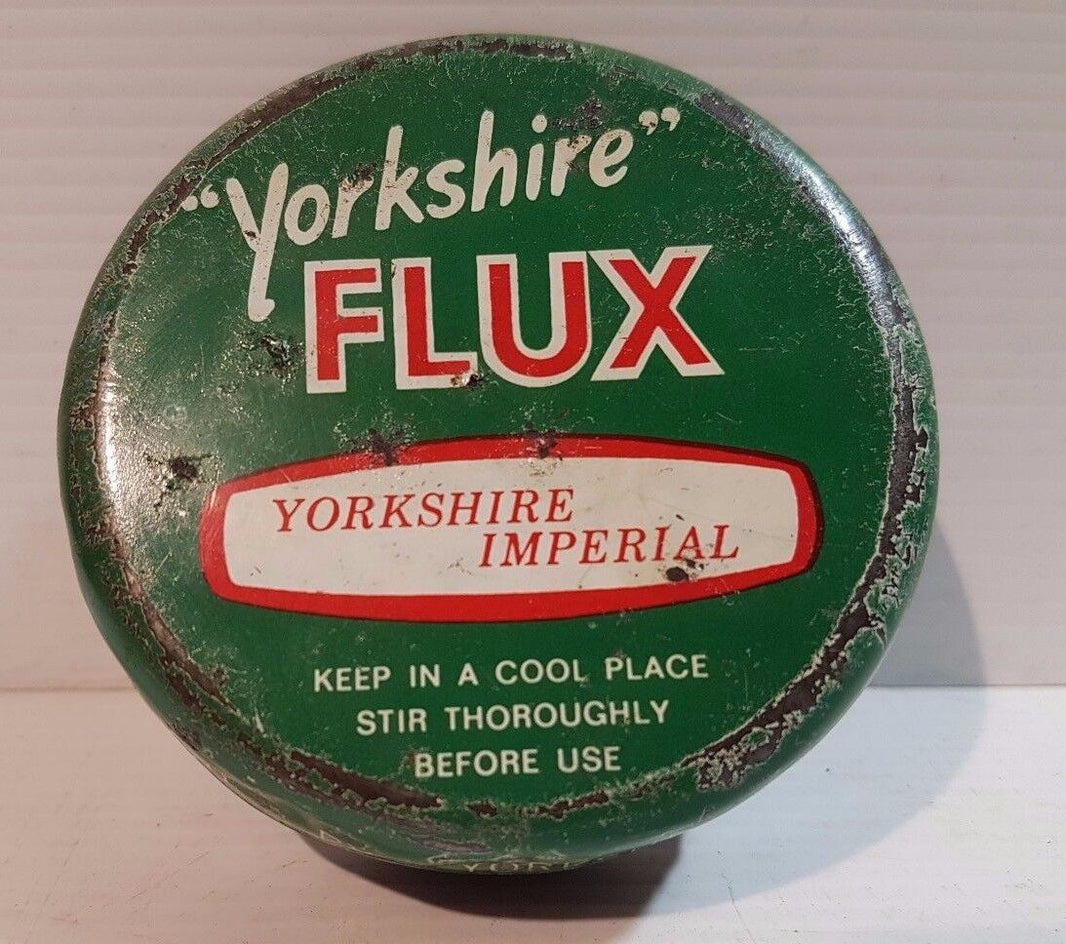 “Yorkshire”
FLUX
YORKSHIRE
IMPERIAL
KEEP IN A COOL PLACE
STIR THOROUGHLY
BEFORE USE